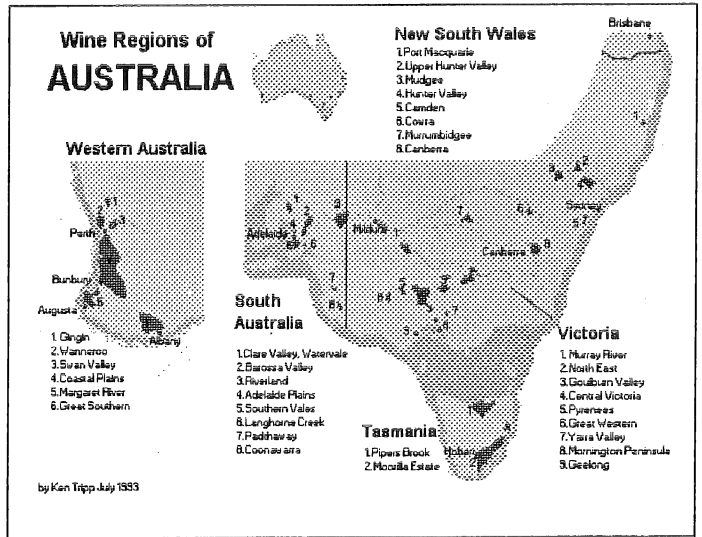 Wine Regions of
AUSTRALIA
New South Wales
1.Port Macquarie
2.Upper Hunter Valley
3.Mudgee
4.Hunter Valley
5.Camden
6.Cowra
7.Murrumbidgee
8.Canberra
Brisbane
Western Australia
Perth
Bunbury
Augusta
Albany
1. Gingin
2. Wanneroo
3.Swan Valley
4.Coastal Plains
5.Margaret River
6.Great Southern
Adelaide
Mildura
Canberra
Sydney
South
Australia
1.Clare Valley, Watervale
2.Barossa Valley
3.Riverland
4.Adelaide Plains
5.Southern Vales
6.Langhorne Creek
7.Padthaway
8.Coonawarra
Victoria
1. Murray River
2.North East
3.Goulburn Valley
4.Central Victoria
5.Pyrenees
6.Great Western
7.Yarra Valley
8.Mornington Peninsula
9.Geelong
Tasmania
1.Pipers Brook
2.Moorilla Estate
Hobart
by Ken Tripp July 1993